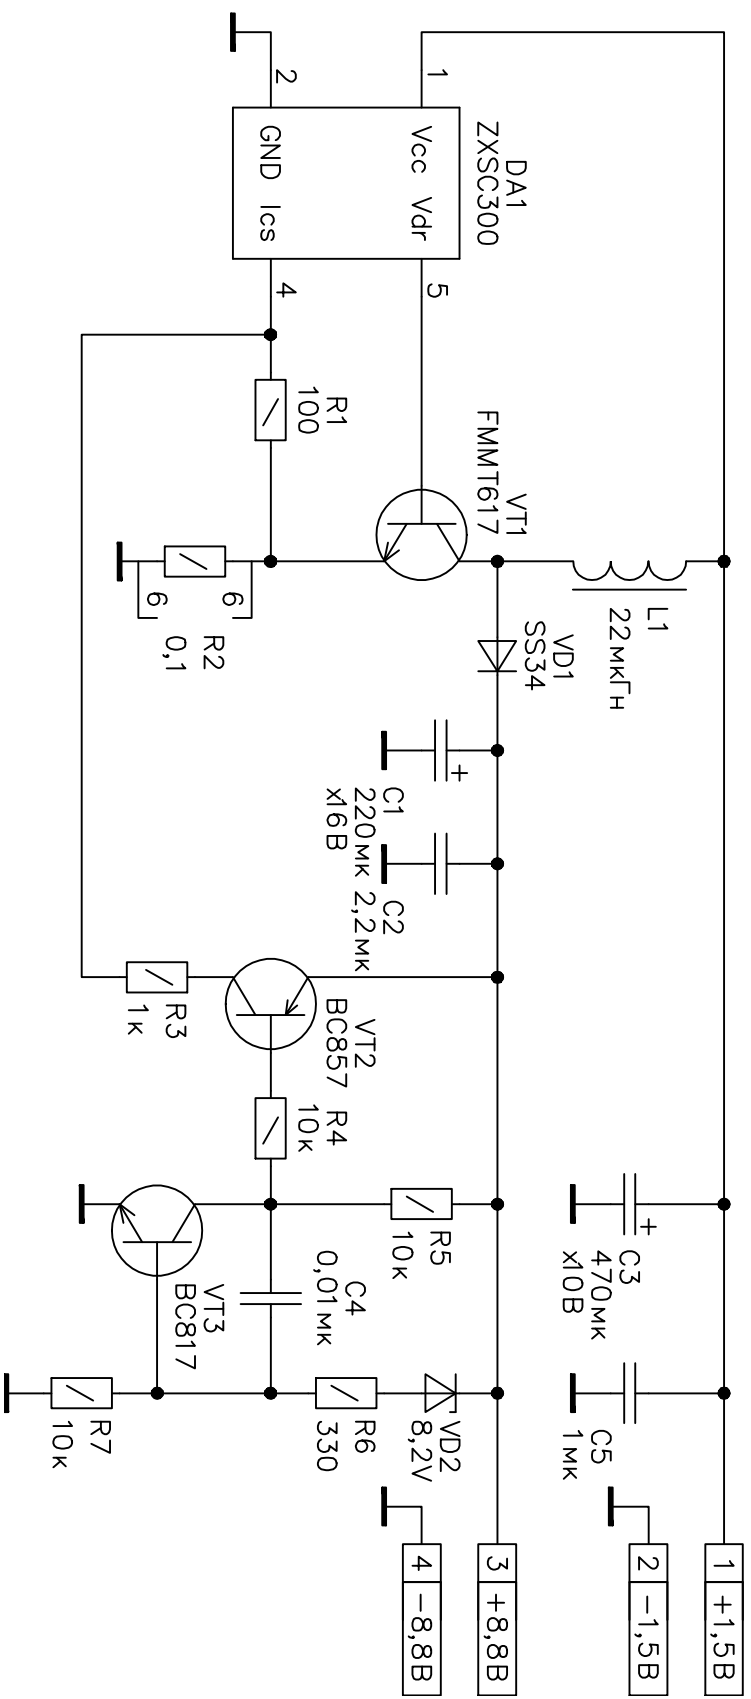 DA1
ZXSC300
1
Vcc
Vdr
5
2
GND
Ics
4
R1
100
VT1
FMMT617
R2
0,1
6
6
L1
22мкГн
VD1
SS34
C1
220мк
х16В
C2
2,2мк
R3
1к
VT2
BC857
R4
10к
R5
10к
VT3
BC817
C4
0,01мк
R6
330
R7
10к
VD2
8,2V
C3
470мк
х10В
C5
1мк
1 +1,5В
2 −1,5В
3 +8,8В
4 −8,8В